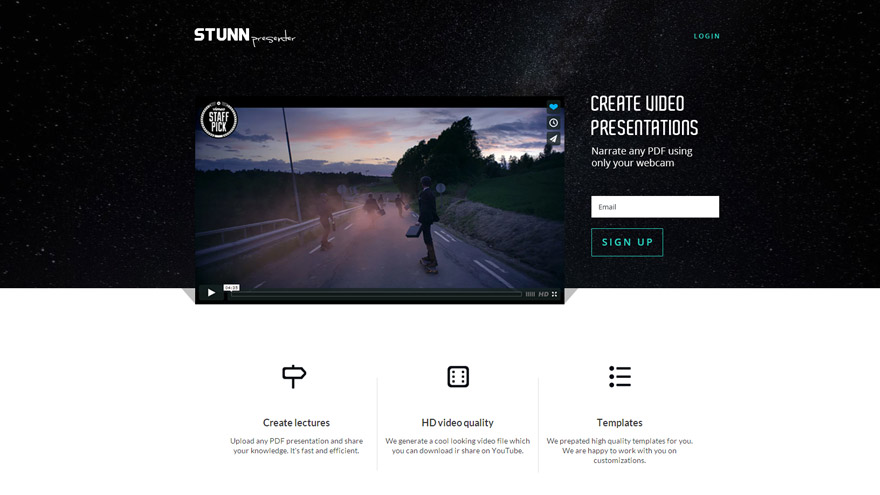 STUNN presenter
LOGIN
vimeo
STAFF
PICK
CREATE VIDEO
PRESENTATIONS
Narrate any PDF using
only your webcam
Email
SIGN UP
04:23
HD
Create lectures
Upload any PDF presentation and share
your knowledge. It's fast and efficient.
HD video quality
We generate a cool looking video file which
you can download ir share on YouTube.
Templates
We prepated high quality templates for you.
We are happy to work with you on
customizations.